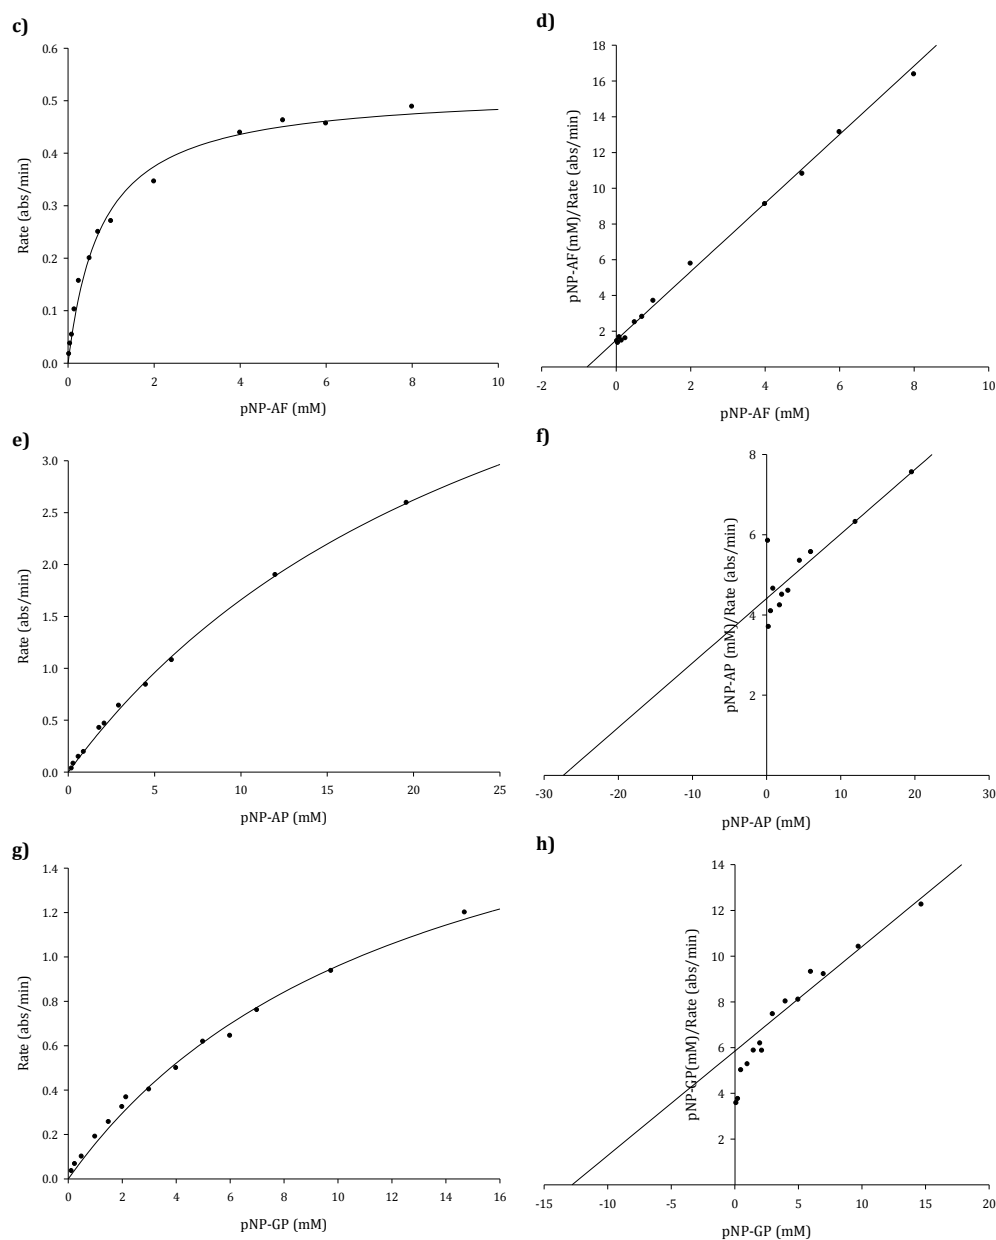 c)
0.6
0.5
0.4
0.3
0.2
0.1
0.0
Rate (abs/min)
0 2 4 6 8 10
pNP-AF (mM)
d)
18
16
14
12
10
8
6
4
2
pNP-AF(mM)/Rate (abs/min)
-2 0 2 4 6 8 10
pNP-AF (mM)
e)
3.0
2.5
2.0
1.5
1.0
0.5
0.0
Rate (abs/min)
0 5 10 15 20 25
pNP-AP (mM)
f)
8
6
4
2
pNP-AP (mM)/Rate (abs/min)
-30 -20 -10 0 10 20 30
pNP-AP (mM)
g)
1.4
1.2
1.0
0.8
0.6
0.4
0.2
0.0
Rate (abs/min)
0 2 4 6 8 10 12 14 16
pNP-GP (mM)
h)
14
12
10
8
6
4
2
pNP-GP(mM)/Rate (abs/min)
-15 -10 -5 0 5 10 15 20
pNP-GP (mM)